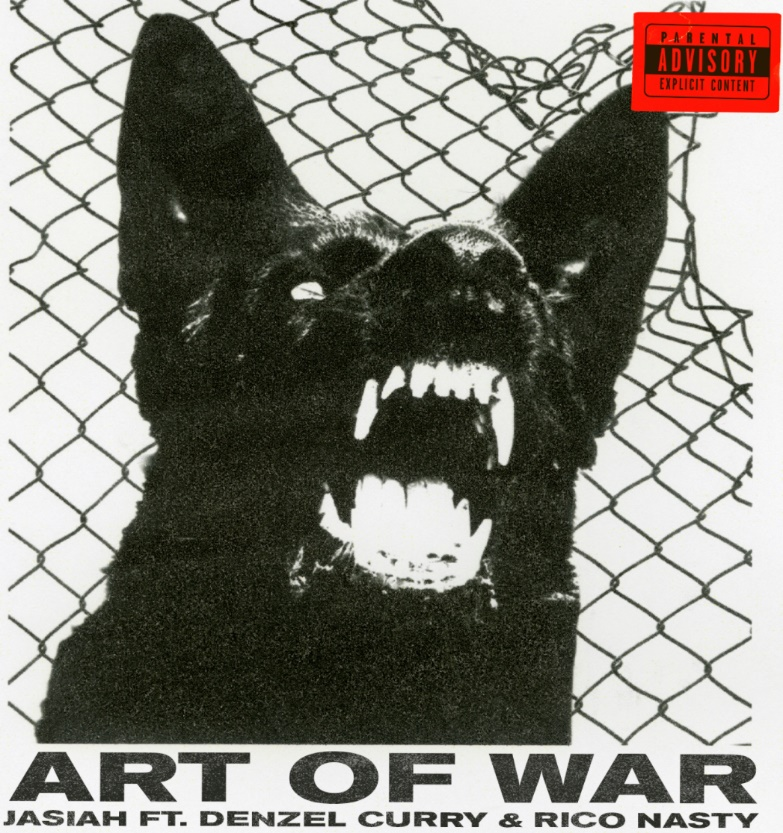 PARENTAL
ADVISORY
EXPLICIT CONTENT
ART OF WAR
JASIAH FT. DENZEL CURRY & RICO NASTY